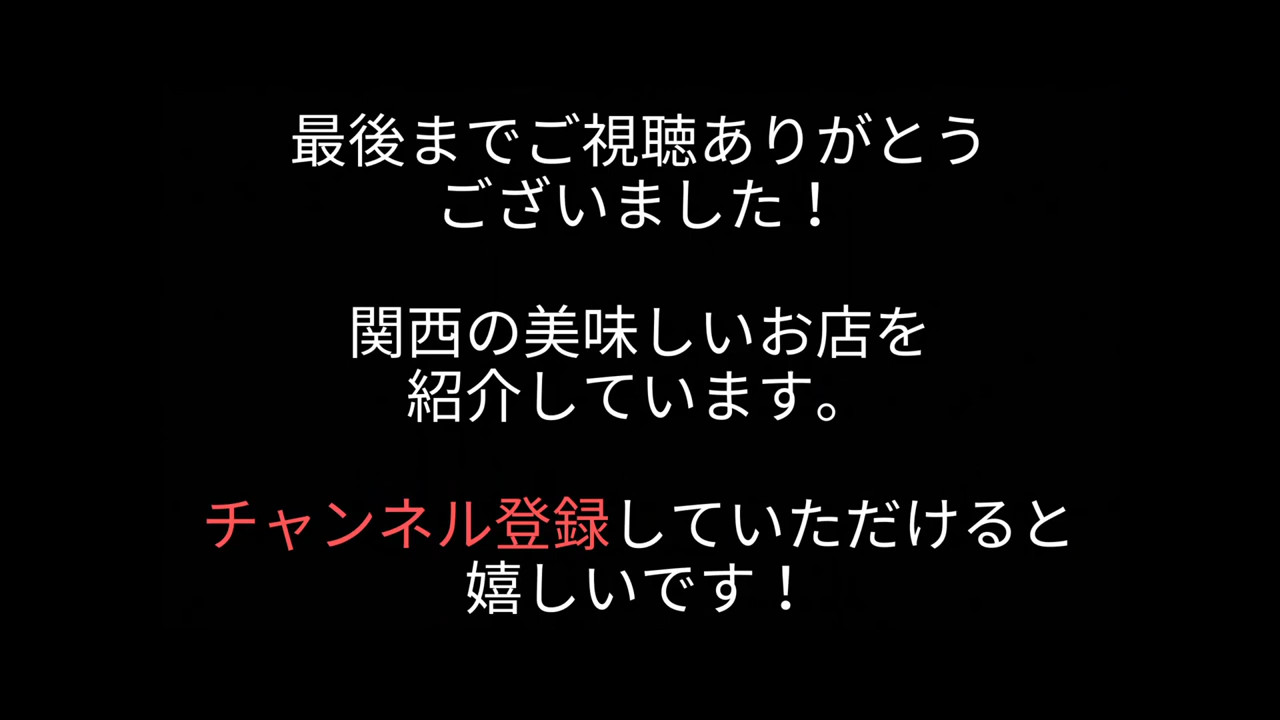 最後までご視聴ありがとう
ございました！
関西の美味しいお店を
紹介しています。
チャンネル登録していただけると
嬉しいです！